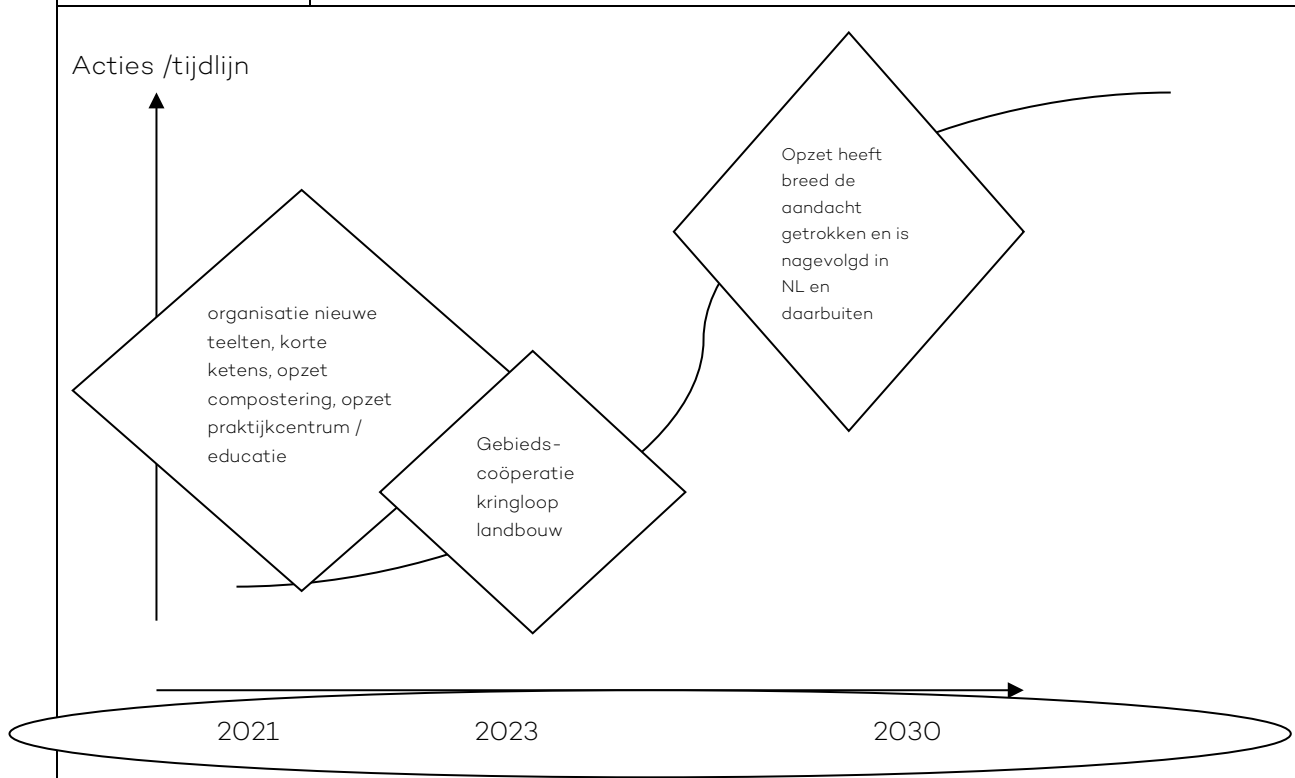 Acties /tijdlijn
organisatie nieuwe
teelten, korte
ketens, opzet
compostering, opzet
praktijkcentrum /
educatie
Gebieds-
coöperatie
kringloop
landbouw
Opzet heeft
breed de
aandacht
getrokken en is
nagevolgd in
NL en
daarbuiten
2021
2023
2030